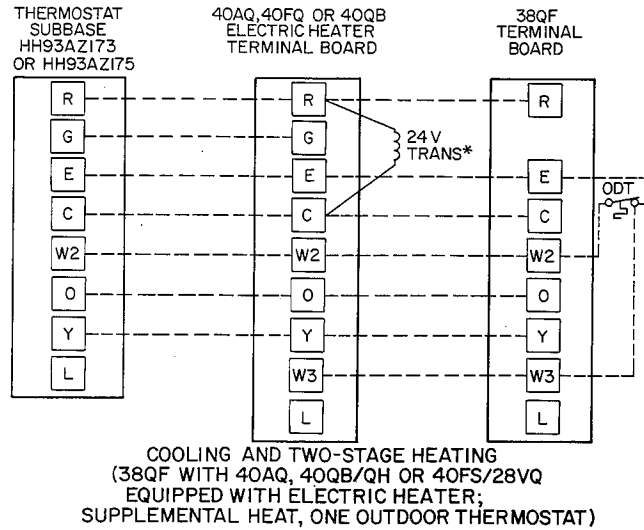 THERMOSTAT
SUBBASE
HH93AZ173
OR HH93AZ175
40AQ,40FQ OR 40QB
ELECTRIC HEATER
TERMINAL BOARD
38QF
TERMINAL
BOARD
R R R
G G
24V
TRANS*
E E E
ODT
C C C
W2 W2 W2
O O O
Y Y Y
L W3 W3
L L
COOLING AND TWO-STAGE HEATING
(38QF WITH 40AQ, 40QB/QH OR 40FS/28VQ
EQUIPPED WITH ELECTRIC HEATER;
SUPPLEMENTAL HEAT, ONE OUTDOOR THERMOSTAT)